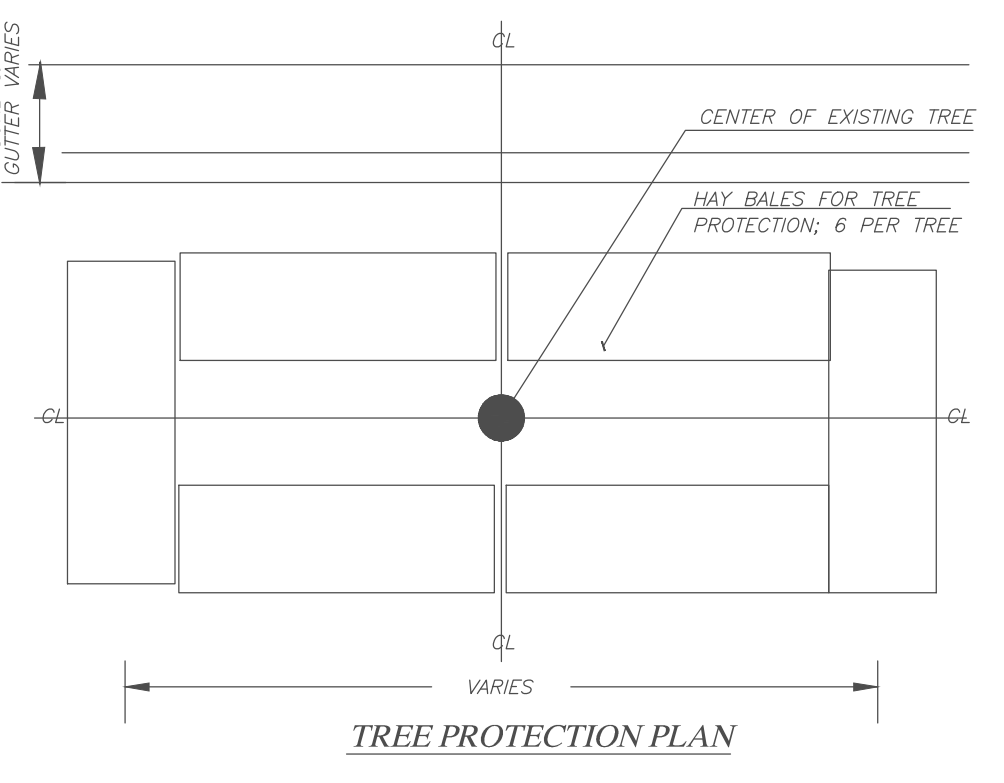 CL
GUTTER VARIES
CENTER OF EXISTING TREE
HAY BALES FOR TREE
PROTECTION; 6 PER TREE
CL
CL
CL
VARIES
TREE PROTECTION PLAN